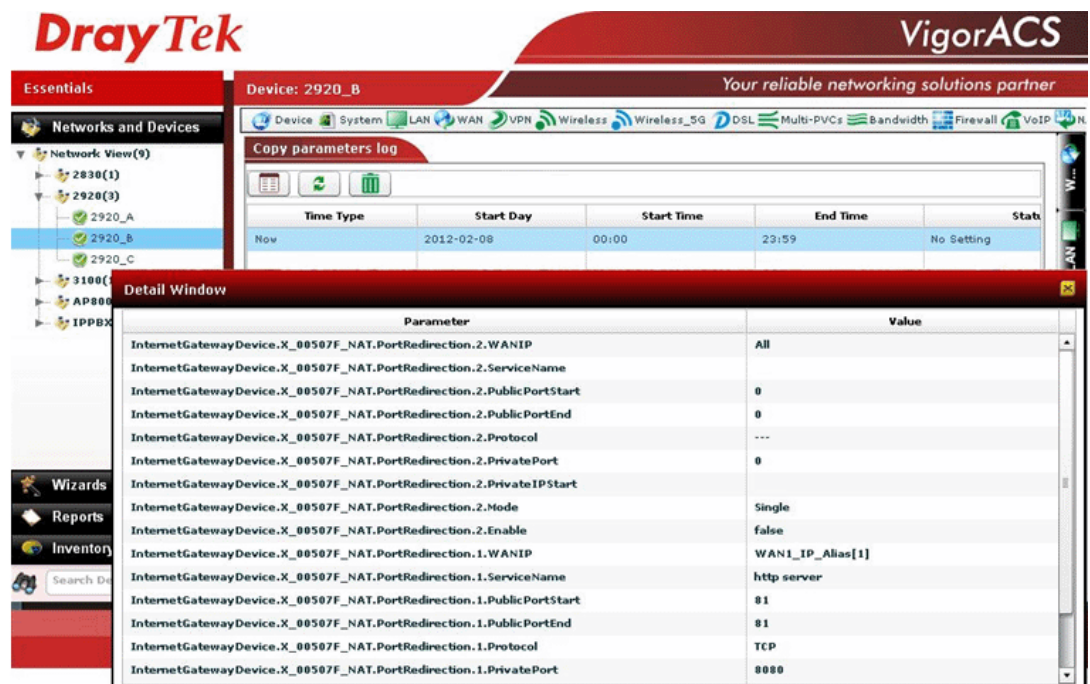 DrayTek
VigorACS
Essentials
Device: 2920_B
Your reliable networking solutions partner
Networks and Devices
Device System LAN WAN VPN Wireless Wireless_5G DSL Multi-PVCs Bandwidth Firewall VoIP N
Network View(9)
2830(1)
2920(3)
2920_A
2920_B
2920_C
3100(
AP800
IPPBX
Copy parameters log
W...
LAN
Time Type Start Day Start Time End Time Statu
Now 2012-02-08 00:00 23:59 No Setting
Detail Window
Parameter Value
InternetGatewayDevice.X_00507F_NAT.PortRedirection.2.WANIP All
InternetGatewayDevice.X_00507F_NAT.PortRedirection.2.ServiceName
InternetGatewayDevice.X_00507F_NAT.PortRedirection.2.PublicPortStart 0
InternetGatewayDevice.X_00507F_NAT.PortRedirection.2.PublicPortEnd 0
InternetGatewayDevice.X_00507F_NAT.PortRedirection.2.Protocol ---
InternetGatewayDevice.X_00507F_NAT.PortRedirection.2.PrivatePort 0
InternetGatewayDevice.X_00507F_NAT.PortRedirection.2.PrivateIPStart
InternetGatewayDevice.X_00507F_NAT.PortRedirection.2.Mode Single
InternetGatewayDevice.X_00507F_NAT.PortRedirection.2.Enable false
InternetGatewayDevice.X_00507F_NAT.PortRedirection.1.WANIP WAN1_IP_Alias[1]
InternetGatewayDevice.X_00507F_NAT.PortRedirection.1.ServiceName http server
InternetGatewayDevice.X_00507F_NAT.PortRedirection.1.PublicPortStart 81
InternetGatewayDevice.X_00507F_NAT.PortRedirection.1.PublicPortEnd 81
InternetGatewayDevice.X_00507F_NAT.PortRedirection.1.Protocol TCP
InternetGatewayDevice.X_00507F_NAT.PortRedirection.1.PrivatePort 8080
Wizards
Reports
Inventory
Search De